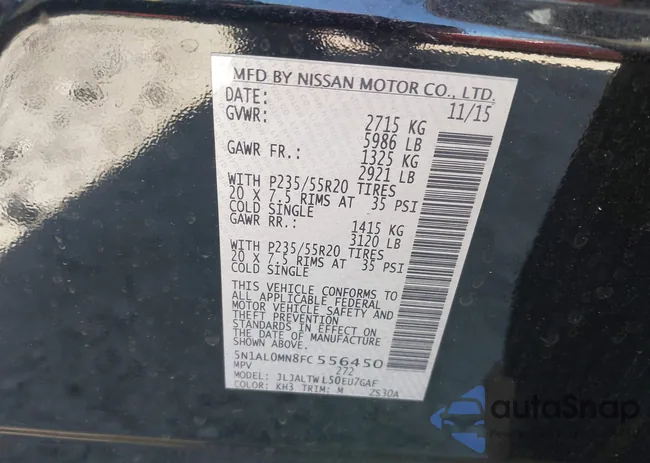 MFD BY NISSAN MOTOR CO., LTD.
DATE: 11/15
GVWR: 2715 KG
5986 LB
GAWR FR.: 1325 KG
2921 LB
WITH P235/55R20 TIRES
20 X 7.5 RIMS AT 35 PSI
COLD SINGLE
GAWR RR.: 1415 KG
3120 LB
WITH P235/55R20 TIRES
20 X 7.5 RIMS AT 35 PSI
COLD SINGLE
THIS VEHICLE CONFORMS TO
ALL APPLICABLE FEDERAL
MOTOR VEHICLE SAFETY AND
THEFT PREVENTION
STANDARDS IN EFFECT ON
THE DATE OF MANUFACTURE
SHOWN ABOVE.
5N1AL0MN8FC556450
MPV 272
MODEL: JLJALTWL50EU7GAF
COLOR: KH3 TRIM: M ZS30A
autoSnap